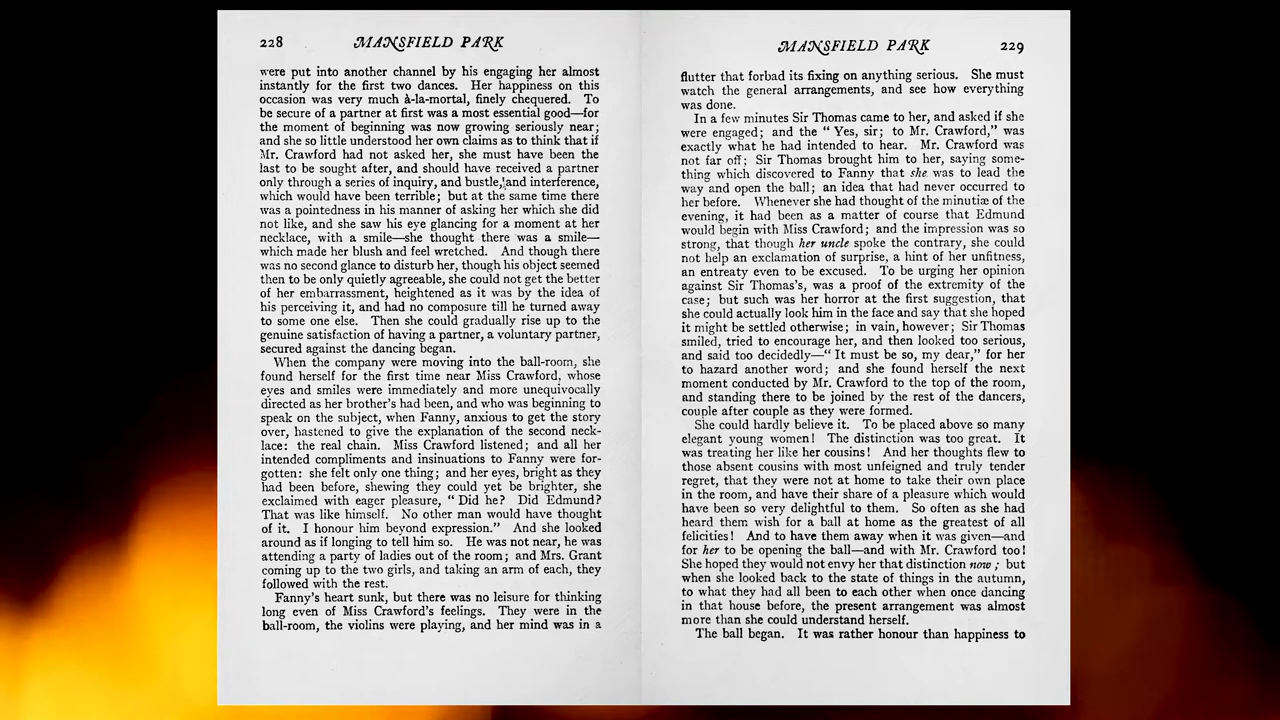 228 MANSFIELD PARK
were put into another channel by his engaging her almost
instantly for the first two dances. Her happiness on this
occasion was very much à-la-mortal, finely chequered. To
be secure of a partner at first was a most essential good—for
the moment of beginning was now growing seriously near;
and she so little understood her own claims as to think that if
Mr. Crawford had not asked her, she must have been the
last to be sought after, and should have received a partner
only through a series of inquiry, and bustle, and interference,
which would have been terrible; but at the same time there
was a pointedness in his manner of asking her which she did
not like, and she saw his eye glancing for a moment at her
necklace, with a smile—she thought there was a smile—
which made her blush and feel wretched. And though there
was no second glance to disturb her, though his object seemed
then to be only quietly agreeable, she could not get the better
of her embarrassment, heightened as it was by the idea of
his perceiving it, and had no composure till he turned away
to some one else. Then she could gradually rise up to the
genuine satisfaction of having a partner, a voluntary partner,
secured against the dancing began.
When the company were moving into the ball-room, she
found herself for the first time near Miss Crawford, whose
eyes and smiles were immediately and more unequivocally
directed as her brother's had been, and who was beginning to
speak on the subject, when Fanny, anxious to get the story
over, hastened to give the explanation of the second neck-
lace: the real chain. Miss Crawford listened; and all her
intended compliments and insinuations to Fanny were for-
gotten: she felt only one thing; and her eyes, bright as they
had been before, shewing they could yet be brighter, she
exclaimed with eager pleasure, "Did he? Did Edmund?
That was like himself. No other man would have thought
of it. I honour him beyond expression." And she looked
around as if longing to tell him so. He was not near, he was
attending a party of ladies out of the room; and Mrs. Grant
coming up to the two girls, and taking an arm of each, they
followed with the rest.
Fanny's heart sunk, but there was no leisure for thinking
long even of Miss Crawford's feelings. They were in the
ball-room, the violins were playing, and her mind was in a
MANSFIELD PARK 229
flutter that forbad its fixing on anything serious. She must
watch the general arrangements, and see how everything
was done.
In a few minutes Sir Thomas came to her, and asked if she
were engaged; and the "Yes, sir; to Mr. Crawford," was
exactly what he had intended to hear. Mr. Crawford was
not far off; Sir Thomas brought him to her, saying some-
thing which discovered to Fanny that she was to lead the
way and open the ball; an idea that had never occurred to
her before. Whenever she had thought of the minutiæ of the
evening, it had been as a matter of course that Edmund
would begin with Miss Crawford; and the impression was so
strong, that though her uncle spoke the contrary, she could
not help an exclamation of surprise, a hint of her unfitness,
an entreaty even to be excused. To be urging her opinion
against Sir Thomas's, was a proof of the extremity of the
case; but such was her horror at the first suggestion, that
she could actually look him in the face and say that she hoped
it might be settled otherwise; in vain, however; Sir Thomas
smiled, tried to encourage her, and then looked too serious,
and said too decidedly—"It must be so, my dear," for her
to hazard another word; and she found herself the next
moment conducted by Mr. Crawford to the top of the room,
and standing there to be joined by the rest of the dancers,
couple after couple as they were formed.
She could hardly believe it. To be placed above so many
elegant young women! The distinction was too great. It
was treating her like her cousins! And her thoughts flew to
those absent cousins with most unfeigned and truly tender
regret, that they were not at home to take their own place
in the room, and have their share of a pleasure which would
have been so very delightful to them. So often as she had
heard them wish for a ball at home as the greatest of all
felicities! And to have them away when it was given—and
for her to be opening the ball—and with Mr. Crawford too!
She hoped they would not envy her that distinction now; but
when she looked back to the state of things in the autumn,
to what they had all been to each other when once dancing
in that house before, the present arrangement was almost
more than she could understand herself.
The ball began. It was rather honour than happiness to